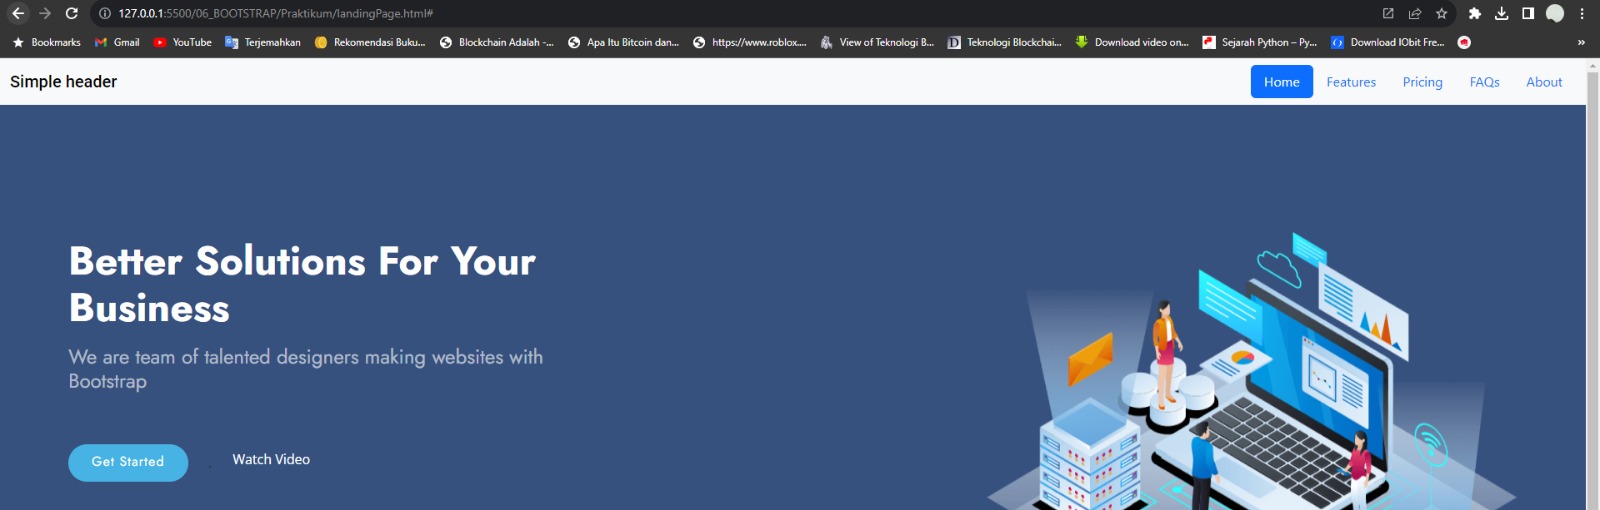 127.0.0.1:5500/06_BOOTSTRAP/Praktikum/landingPage.html#
Bookmarks Gmail YouTube Terjemahkan Rekomendasi Buku... Blockchain Adalah -... Apa Itu Bitcoin dan... https://www.roblox.... View of Teknologi B... Teknologi Blockchai... Download video on... Sejarah Python – Py... Download IObit Fre... »
Simple header Home Features Pricing FAQs About
Better Solutions For Your
Business
We are team of talented designers making websites with
Bootstrap
Get Started Watch Video